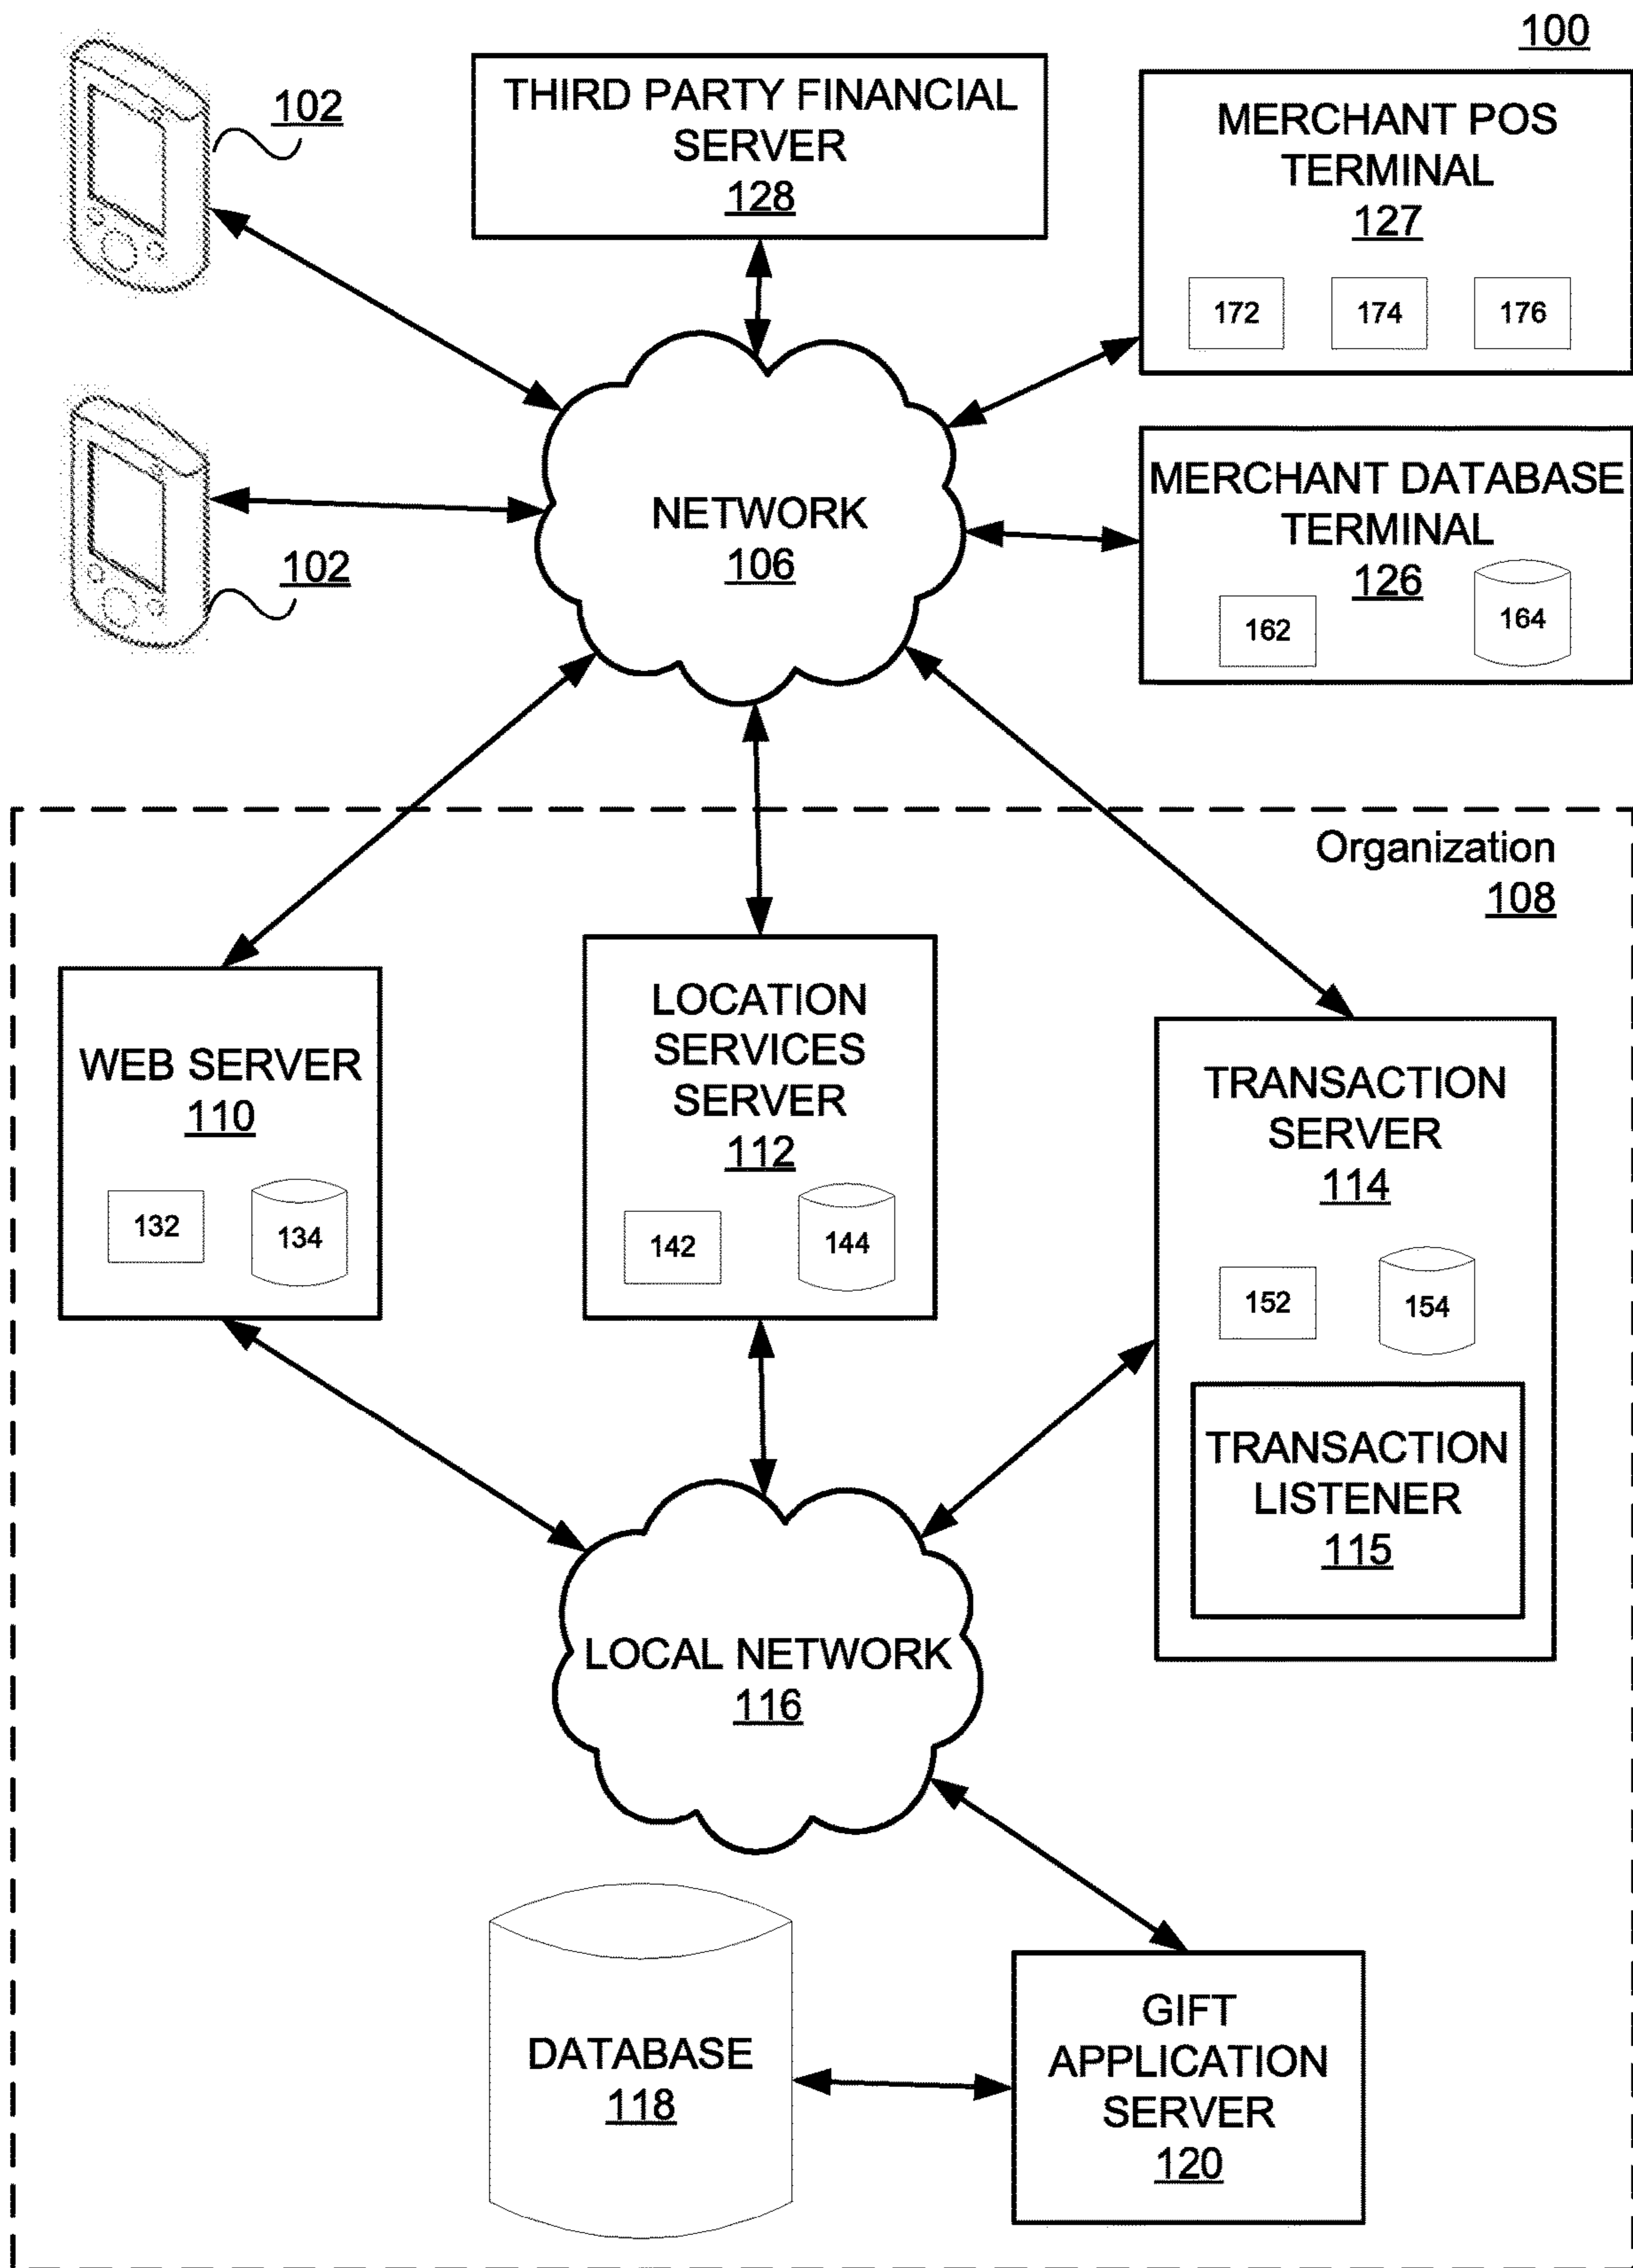 100
102
THIRD PARTY FINANCIAL
SERVER
128
MERCHANT POS
TERMINAL
127
172 174 176
102
NETWORK
106
MERCHANT DATABASE
TERMINAL
126
162 164
Organization
108
WEB SERVER
110
132 134
LOCATION
SERVICES
SERVER
112
142 144
TRANSACTION
SERVER
114
152 154
TRANSACTION
LISTENER
115
LOCAL NETWORK
116
DATABASE
118
GIFT
APPLICATION
SERVER
120